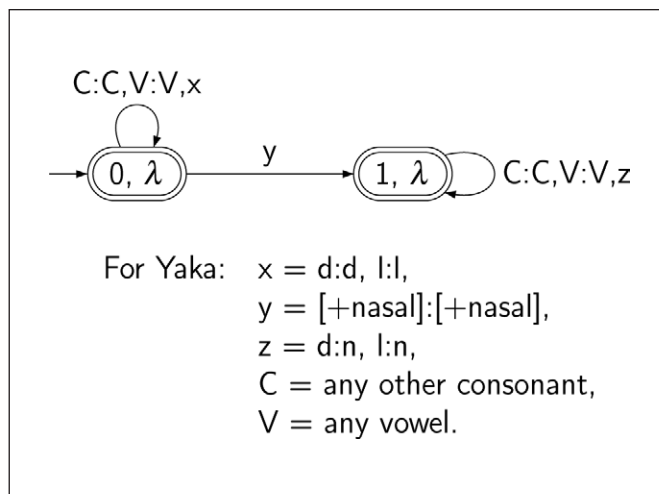 C:C,V:V,x
y
0, λ
1, λ
C:C,V:V,z
For Yaka: x = d:d, l:l,
y = [+nasal]:[+nasal],
z = d:n, l:n,
C = any other consonant,
V = any vowel.